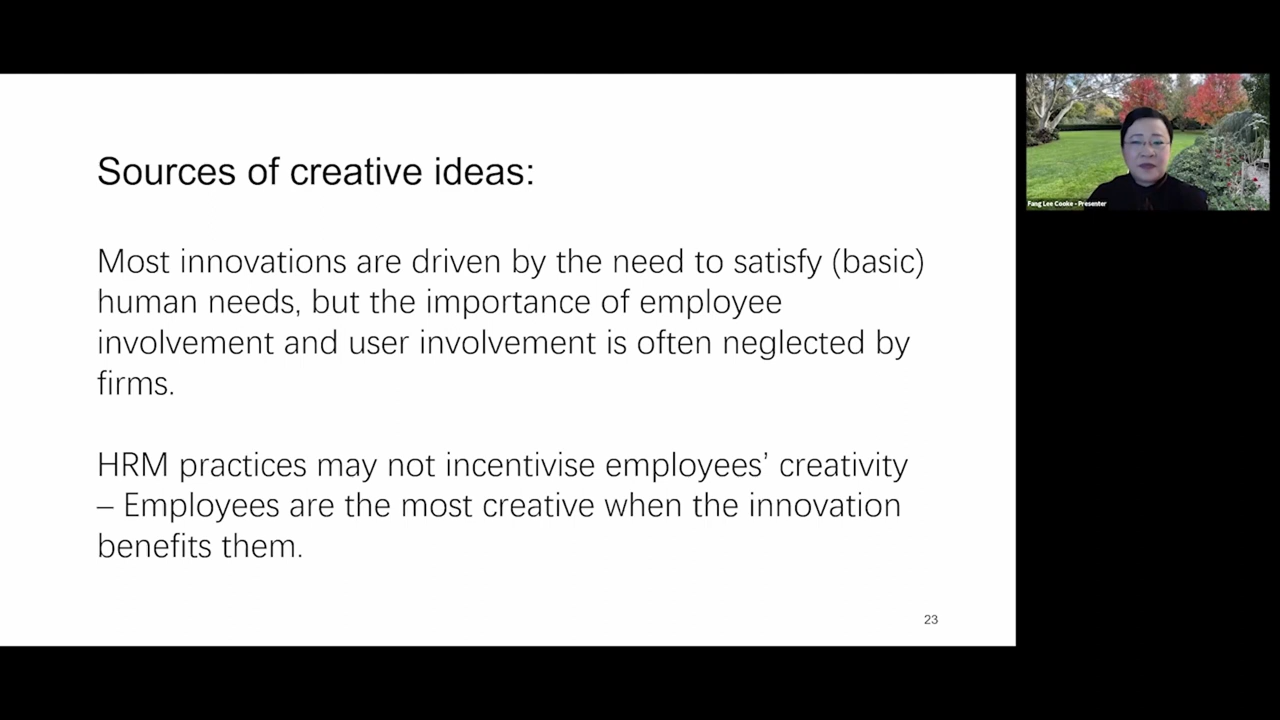 Sources of creative ideas:
Most innovations are driven by the need to satisfy (basic)
human needs, but the importance of employee
involvement and user involvement is often neglected by
firms.
HRM practices may not incentivise employees’ creativity
– Employees are the most creative when the innovation
benefits them.
23
Fang Lee Cooke - Presenter